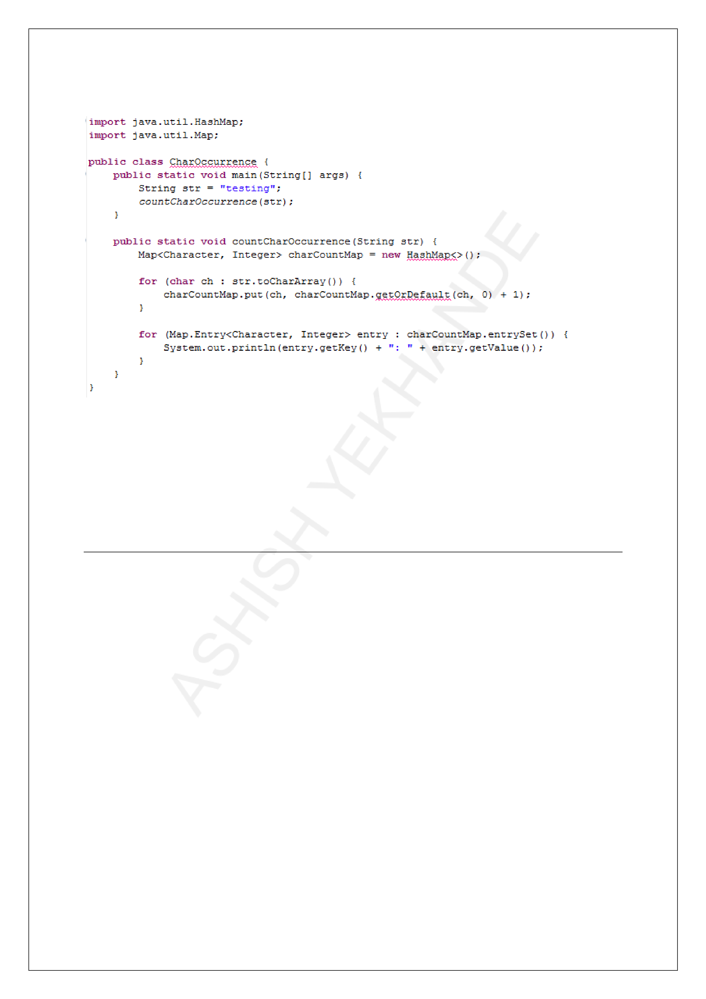 import java.util.HashMap;
import java.util.Map;

public class CharOccurrence {
    public static void main(String[] args) {
        String str = "testing";
        countCharOccurrence(str);
    }

    public static void countCharOccurrence(String str) {
        Map<Character, Integer> charCountMap = new HashMap<>();

        for (char ch : str.toCharArray()) {
            charCountMap.put(ch, charCountMap.getOrDefault(ch, 0) + 1);
        }

        for (Map.Entry<Character, Integer> entry : charCountMap.entrySet()) {
            System.out.println(entry.getKey() + ": " + entry.getValue());
        }
    }
}
ASHISH YEKHANDE